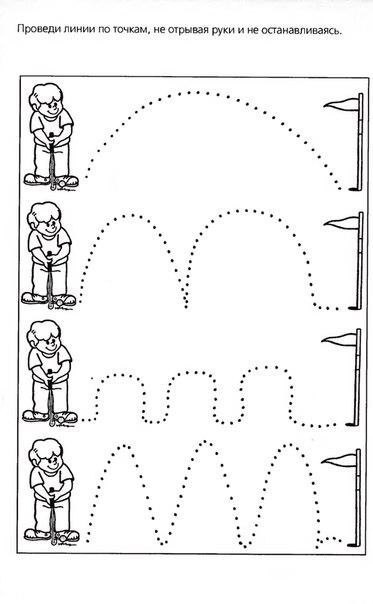 Проведи линии по точкам, не отрывая руки и не останавливаясь.